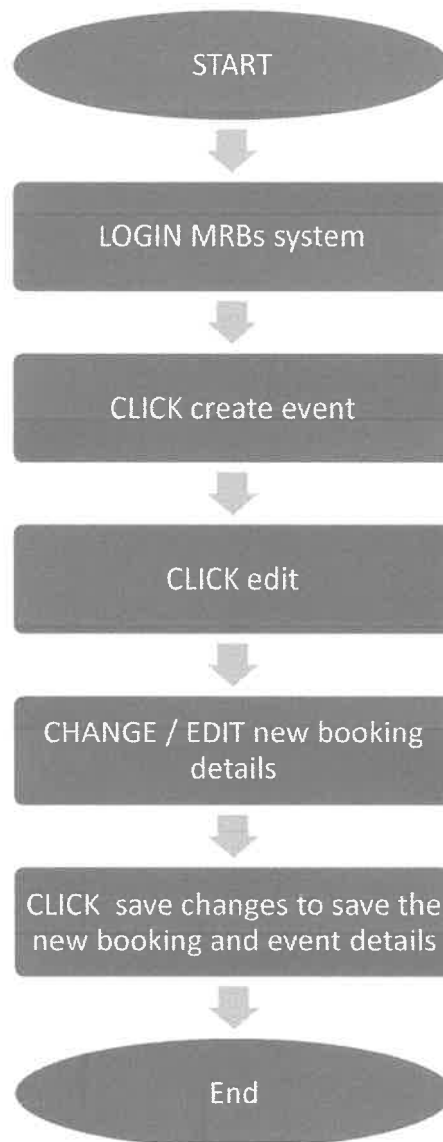 START
LOGIN MRBs system
CLICK create event
CLICK edit
CHANGE / EDIT new booking
details
CLICK save changes to save the
new booking and event details
End